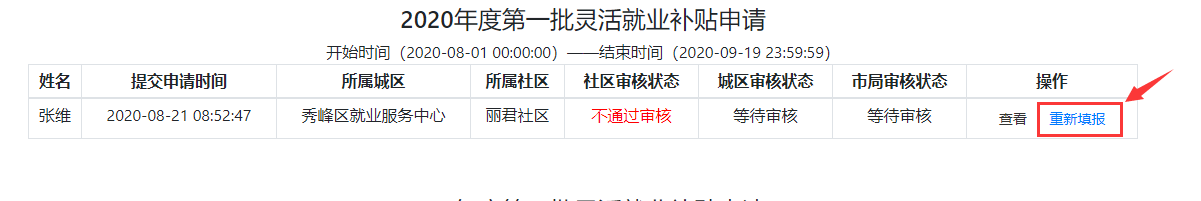 2020年度第一批灵活就业补贴申请
开始时间（2020-08-01 00:00:00）——结束时间（2020-09-19 23:59:59）
姓名 提交申请时间 所属城区 所属社区 社区审核状态 城区审核状态 市局审核状态 操作
张维 2020-08-21 08:52:47 秀峰区就业服务中心 丽君社区 不通过审核 等待审核 等待审核 查看 重新填报